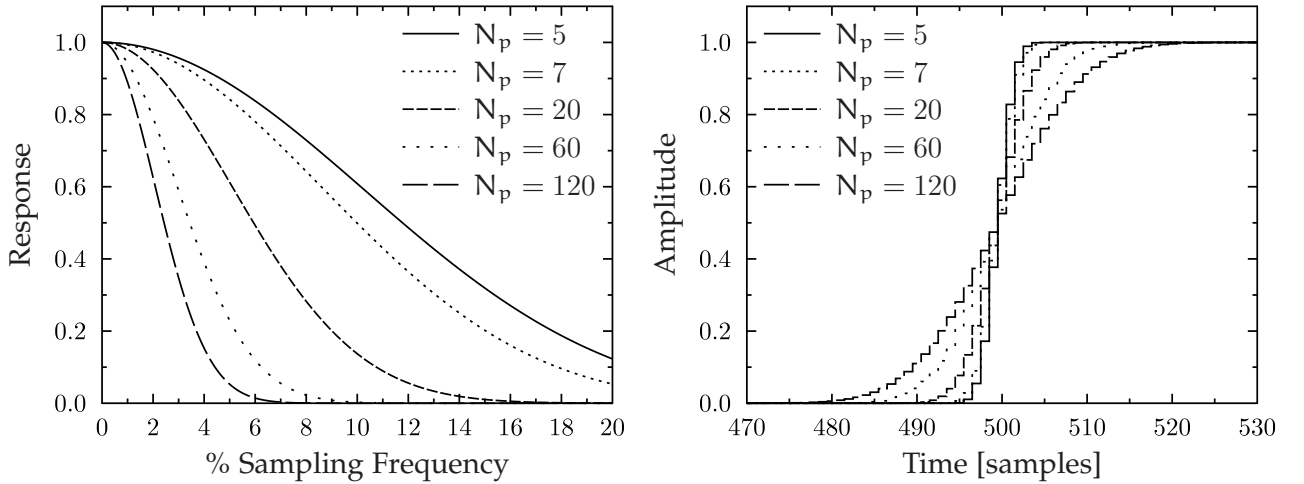 1.0
0.8
0.6
0.4
0.2
0.0
Response
0 2 4 6 8 10 12 14 16 18 20
% Sampling Frequency
Nₚ = 5
Nₚ = 7
Nₚ = 20
Nₚ = 60
Nₚ = 120
1.0
0.8
0.6
0.4
0.2
0.0
Amplitude
470 480 490 500 510 520 530
Time [samples]
Nₚ = 5
Nₚ = 7
Nₚ = 20
Nₚ = 60
Nₚ = 120